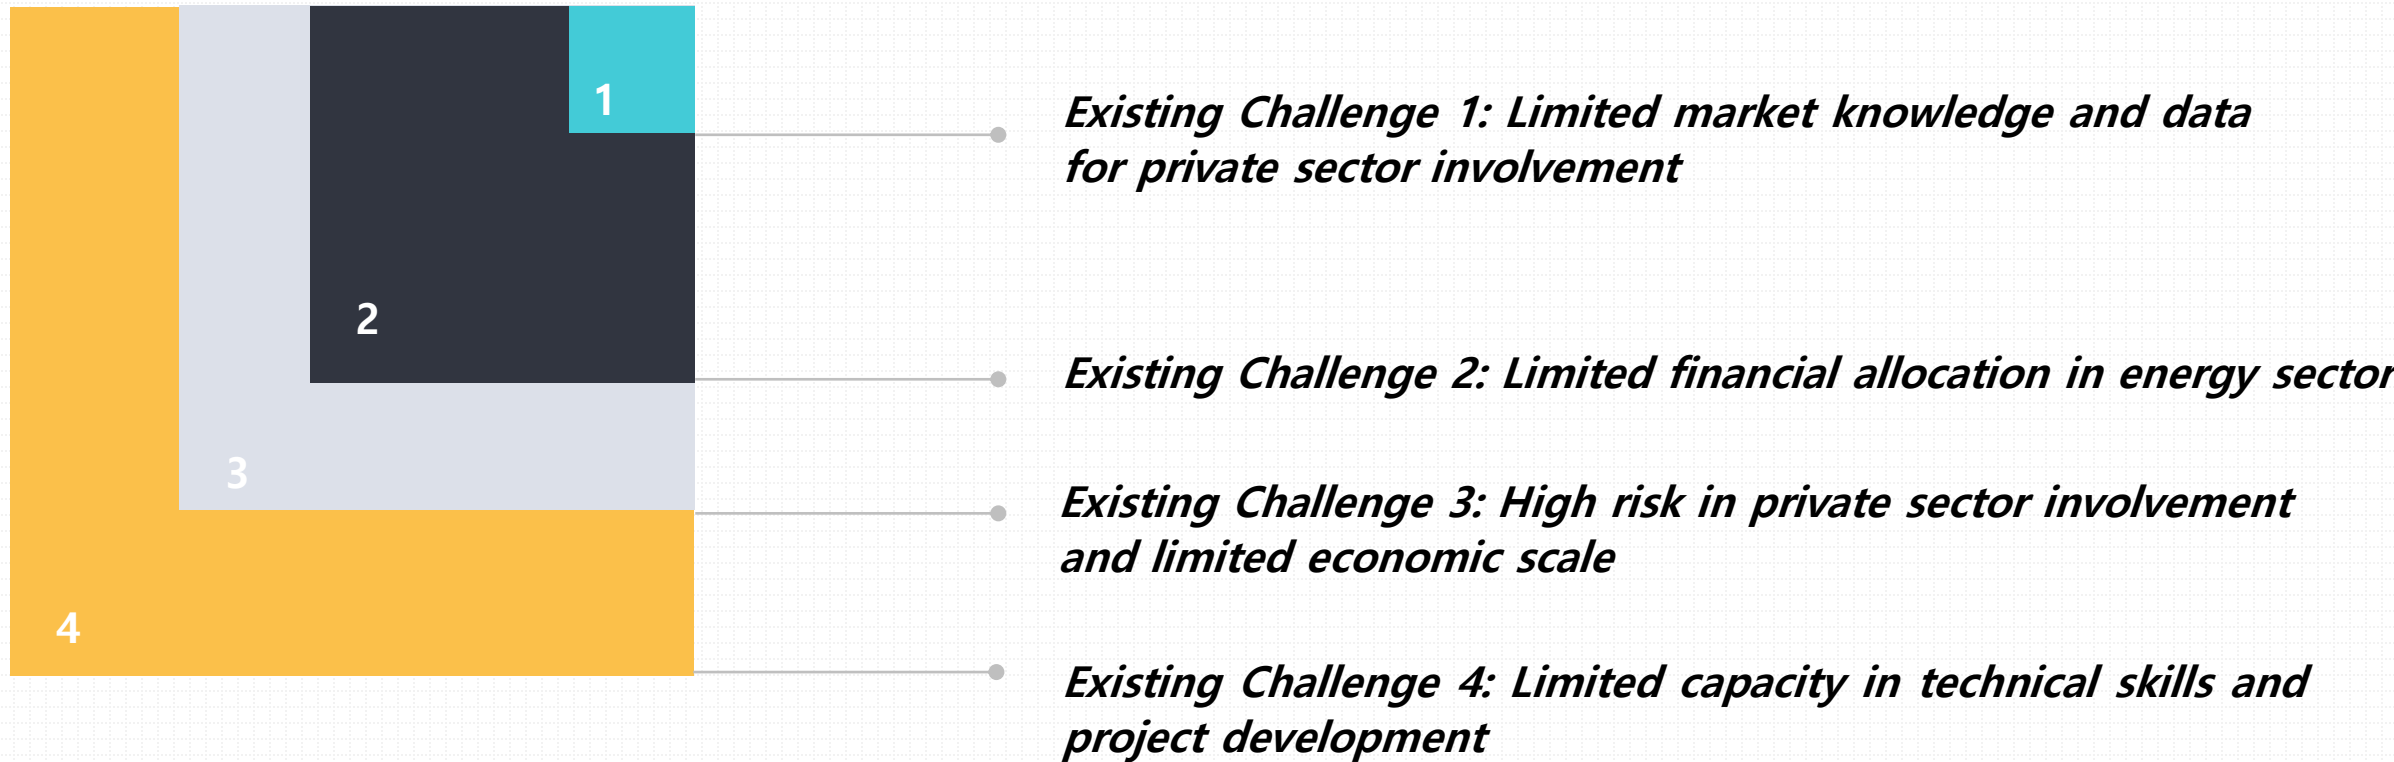 1
Existing Challenge 1: Limited market knowledge and data
for private sector involvement
2
Existing Challenge 2: Limited financial allocation in energy sector
3
Existing Challenge 3: High risk in private sector involvement
and limited economic scale
4
Existing Challenge 4: Limited capacity in technical skills and
project development